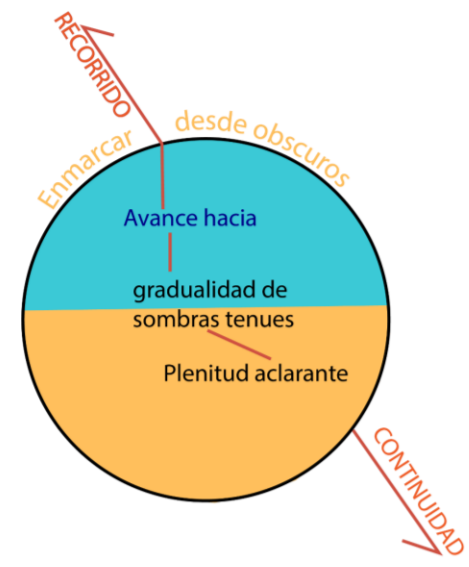 RECORRIDO
Enmarcar desde obscuros
Avance hacia
gradualidad de
sombras tenues
Plenitud aclarante
CONTINUIDAD